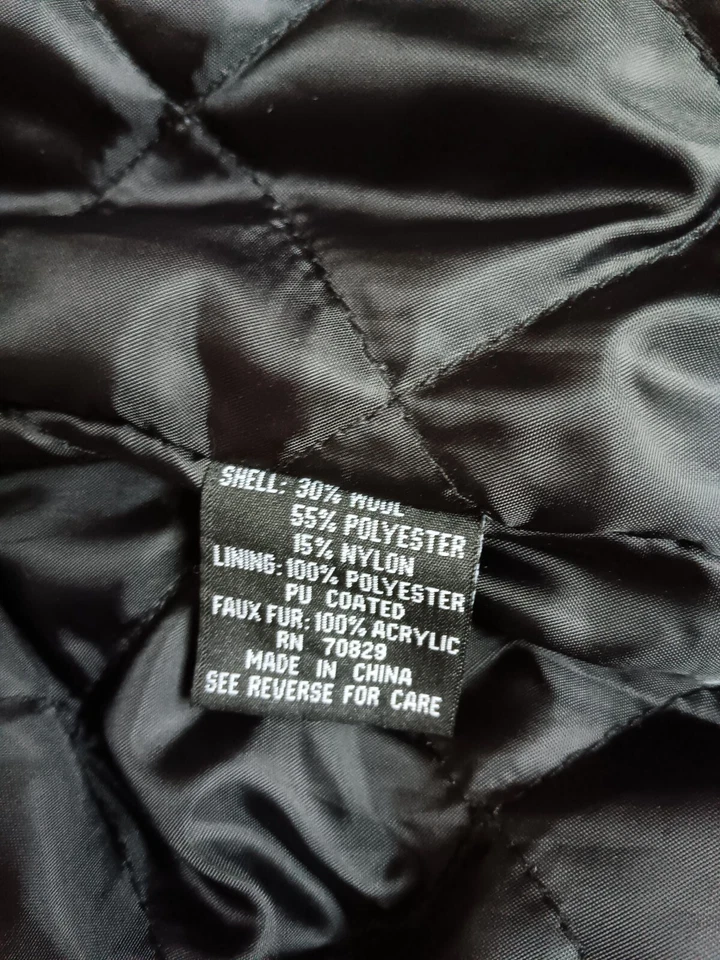 SHELL: 30% WOOL
55% POLYESTER
15% NYLON
LINING: 100% POLYESTER
PU COATED
FAUX FUR: 100% ACRYLIC
RN 70829
MADE IN CHINA
SEE REVERSE FOR CARE